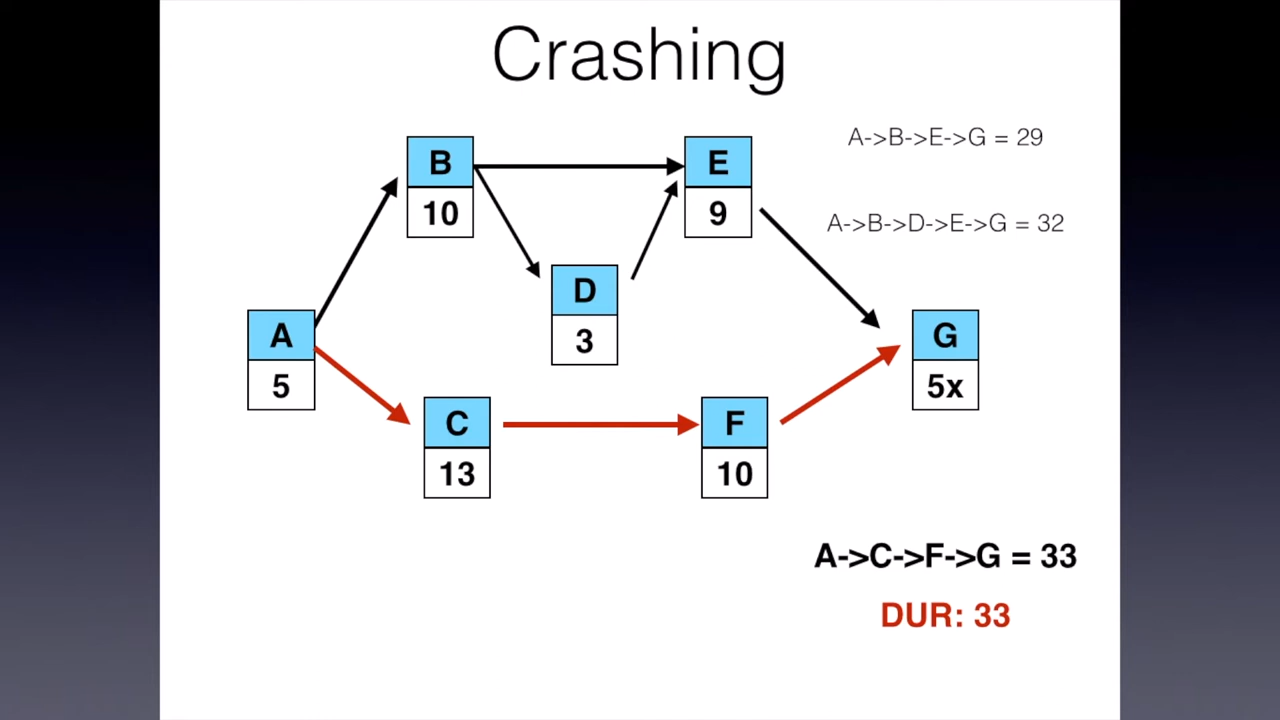 Crashing
A->B->E->G = 29
B
10
E
9
A->B->D->E->G = 32
D
3
A
5
G
5x
C
13
F
10
A->C->F->G = 33
DUR: 33